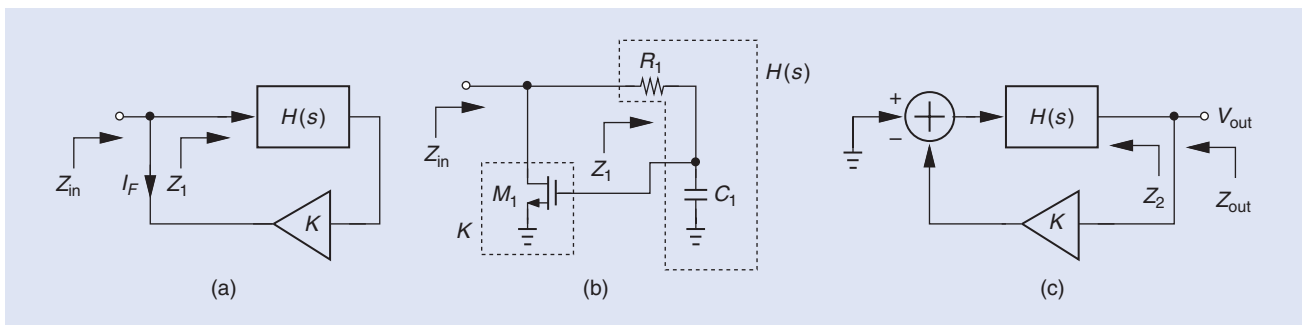 H(s)
Z_in
I_F
Z_1
K
(a)
R_1
H(s)
Z_in
Z_1
M_1
C_1
K
(b)
+
−
H(s)
V_out
Z_2
Z_out
K
(c)